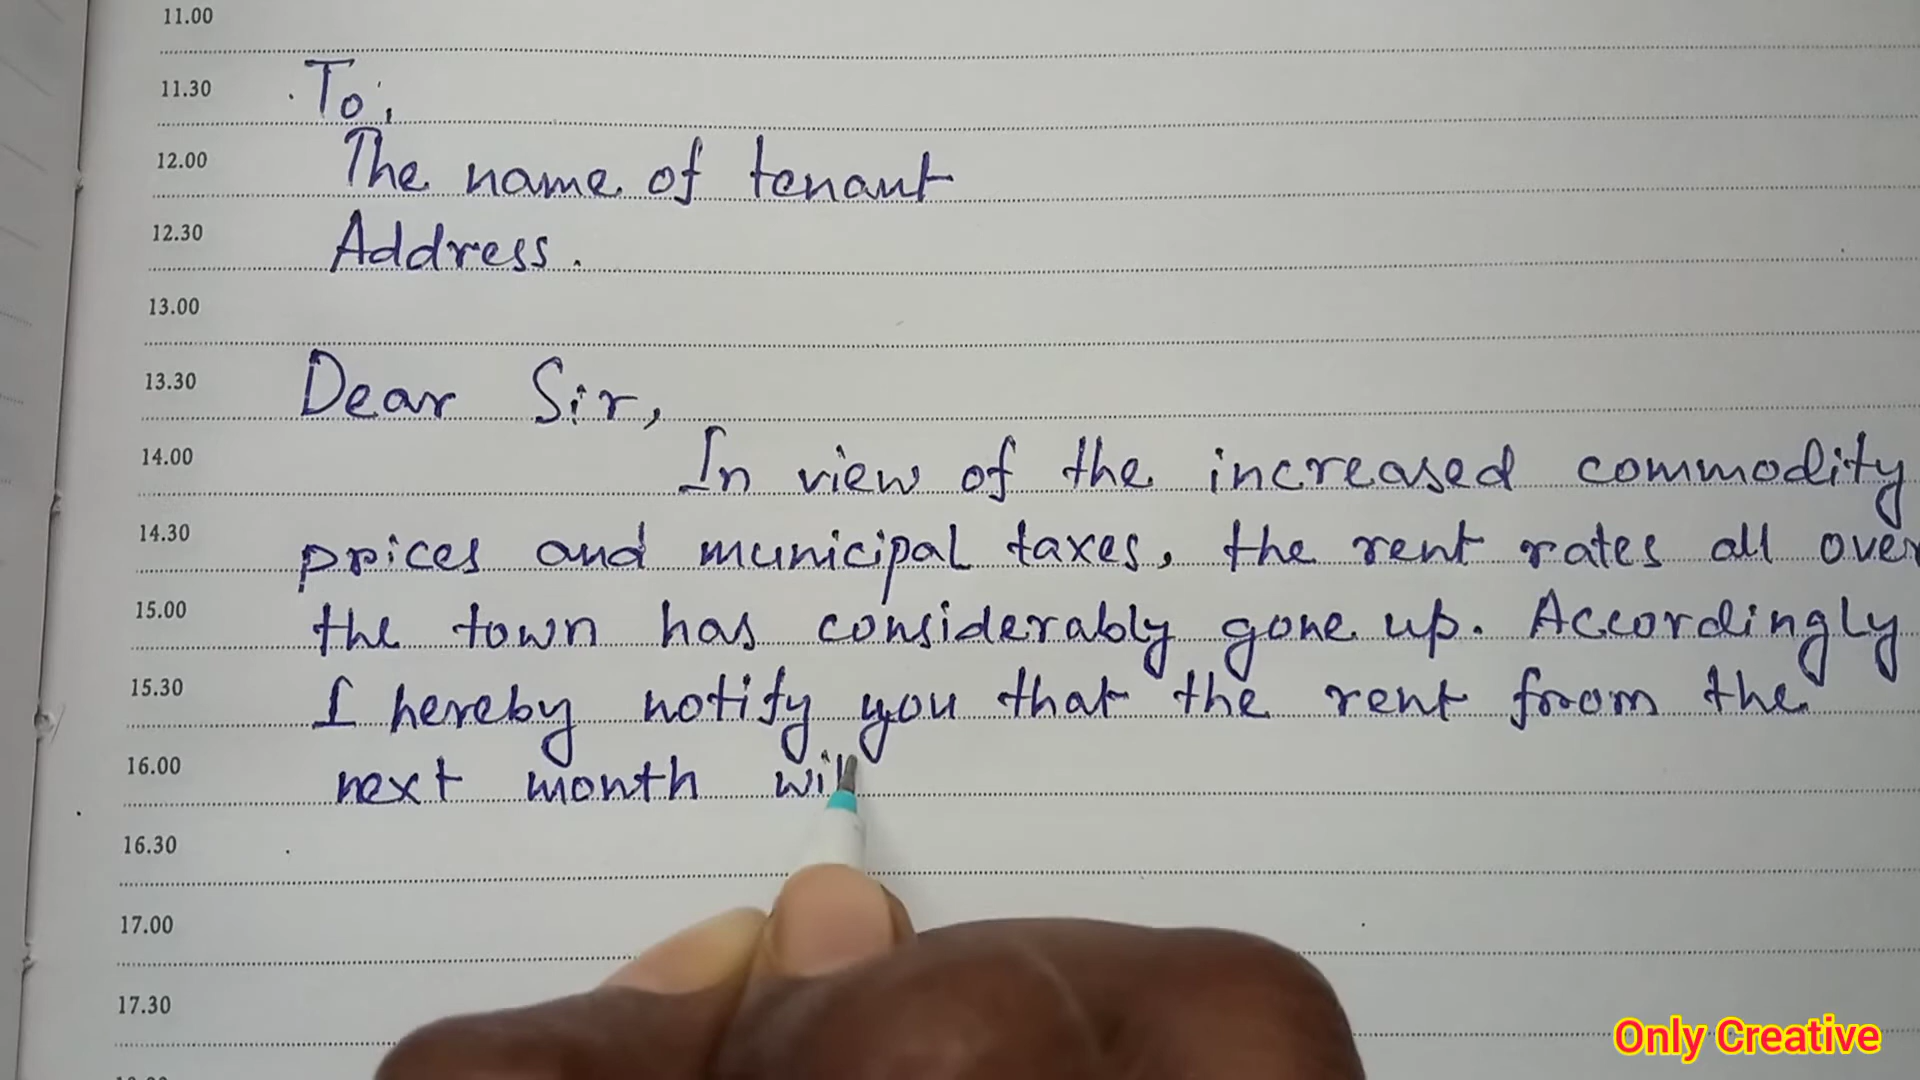 11.00
11.30 To,
12.00 The name of tenant
12.30 Address.
13.00
13.30 Dear Sir,
14.00 In view of the increased commodity
14.30 prices and municipal taxes, the rent rates all over
15.00 the town has considerably gone up. Accordingly
15.30 I hereby notify you that the rent from the
16.00 next month wil
16.30
17.00
17.30
Only Creative